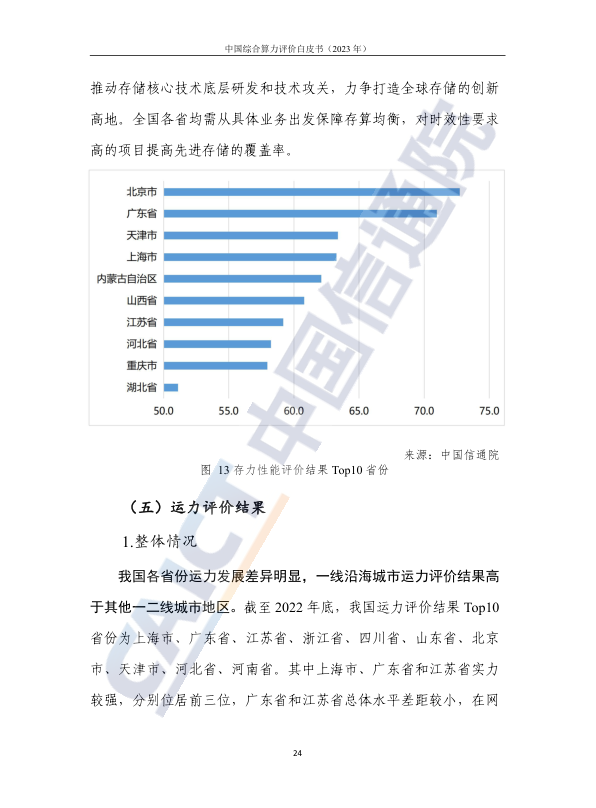 中国综合算力评价白皮书（2023 年）
推动存储核心技术底层研发和技术攻关，力争打造全球存储的创新
高地。全国各省均需从具体业务出发保障存算均衡，对时效性要求
高的项目提高先进存储的覆盖率。
北京市
广东省
天津市
上海市
内蒙古自治区
山西省
江苏省
河北省
重庆市
湖北省
50.0 55.0 60.0 65.0 70.0 75.0
来源：中国信通院
图 13 存力性能评价结果 Top10 省份
（五）运力评价结果
1.整体情况
我国各省份运力发展差异明显，一线沿海城市运力评价结果高
于其他一二线城市地区。截至 2022 年底，我国运力评价结果 Top10
省份为上海市、广东省、江苏省、浙江省、四川省、山东省、北京
市、天津市、河北省、河南省。其中上海市、广东省和江苏省实力
较强，分别位居前三位，广东省和江苏省总体水平差距较小，在网
24
CAICT 中国信通院